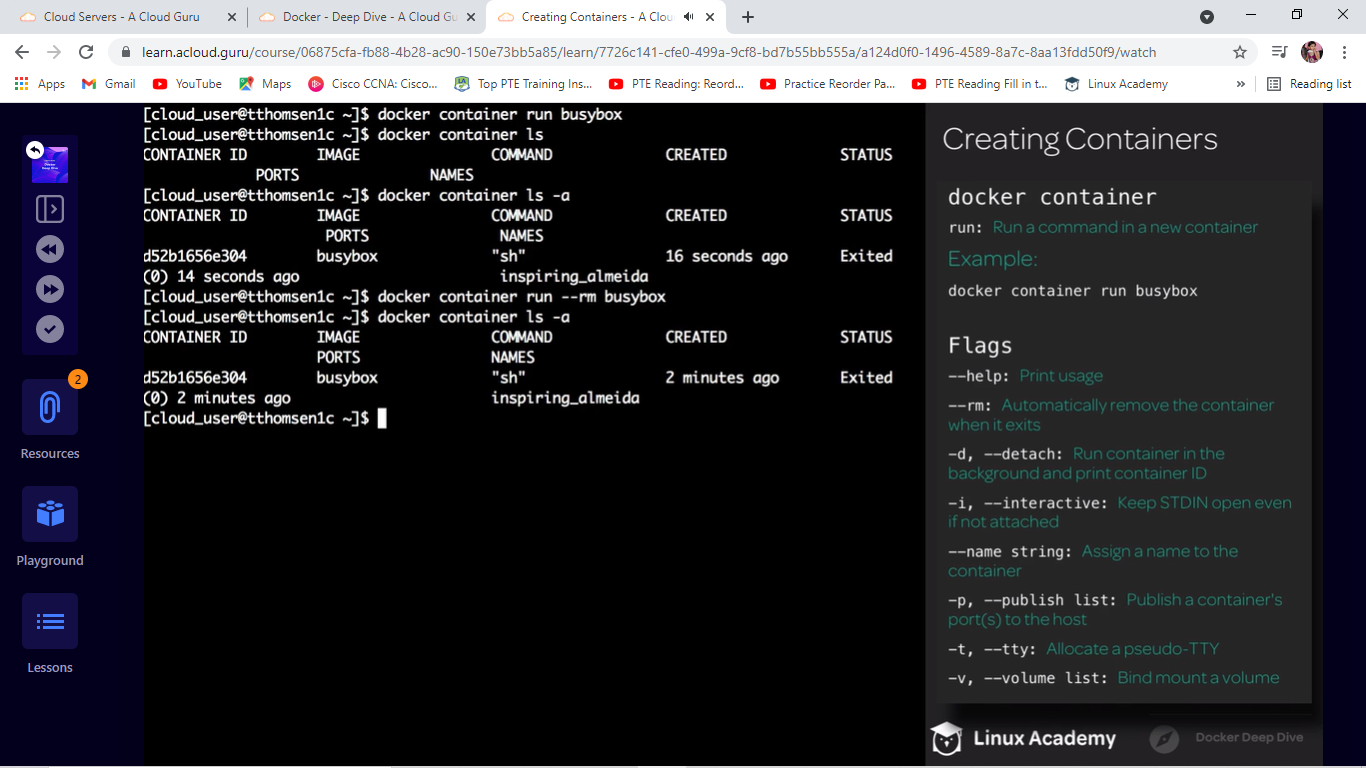 Cloud Servers - A Cloud Guru
Docker - Deep Dive - A Cloud Gu
Creating Containers - A Clou
learn.acloud.guru/course/06875cfa-fb88-4b28-ac90-150e73bb5a85/learn/7726c141-cfe0-499a-9cf8-bd7b55bb555a/a124d0f0-1496-4589-8a7c-8aa13fdd50f9/watch
Apps Gmail YouTube Maps Cisco CCNA: Cisco... Top PTE Training Ins... PTE Reading: Reord... Practice Reorder Pa... PTE Reading Fill in t... Linux Academy » Reading list
Docker
Deep Dive
2
Resources
Playground
Lessons
[cloud_user@tthomsen1c ~]$ docker container run busybox
[cloud_user@tthomsen1c ~]$ docker container ls
CONTAINER ID IMAGE COMMAND CREATED STATUS
PORTS NAMES
[cloud_user@tthomsen1c ~]$ docker container ls -a
CONTAINER ID IMAGE COMMAND CREATED STATUS
PORTS NAMES
d52b1656e304 busybox "sh" 16 seconds ago Exited
(0) 14 seconds ago inspiring_almeida
[cloud_user@tthomsen1c ~]$ docker container run --rm busybox
[cloud_user@tthomsen1c ~]$ docker container ls -a
CONTAINER ID IMAGE COMMAND CREATED STATUS
PORTS NAMES
d52b1656e304 busybox "sh" 2 minutes ago Exited
(0) 2 minutes ago inspiring_almeida
[cloud_user@tthomsen1c ~]$
Creating Containers
docker container
run: Run a command in a new container
Example:
docker container run busybox
Flags
--help: Print usage
--rm: Automatically remove the container
when it exits
-d, --detach: Run container in the
background and print container ID
-i, --interactive: Keep STDIN open even
if not attached
--name string: Assign a name to the
container
-p, --publish list: Publish a container's
port(s) to the host
-t, --tty: Allocate a pseudo-TTY
-v, --volume list: Bind mount a volume
Linux Academy
Docker Deep Dive